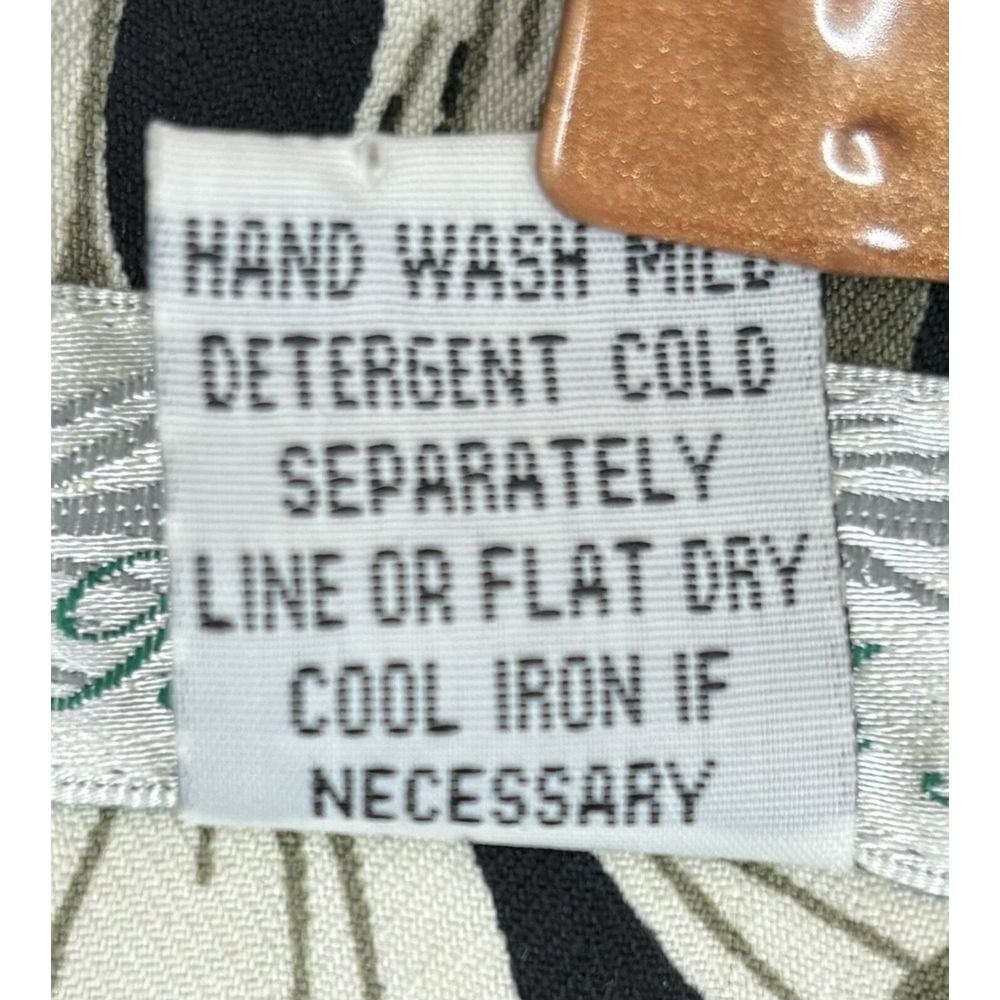 HAND WASH MILD
DETERGENT COLD
SEPARATELY
LINE OR FLAT DRY
COOL IRON IF
NECESSARY